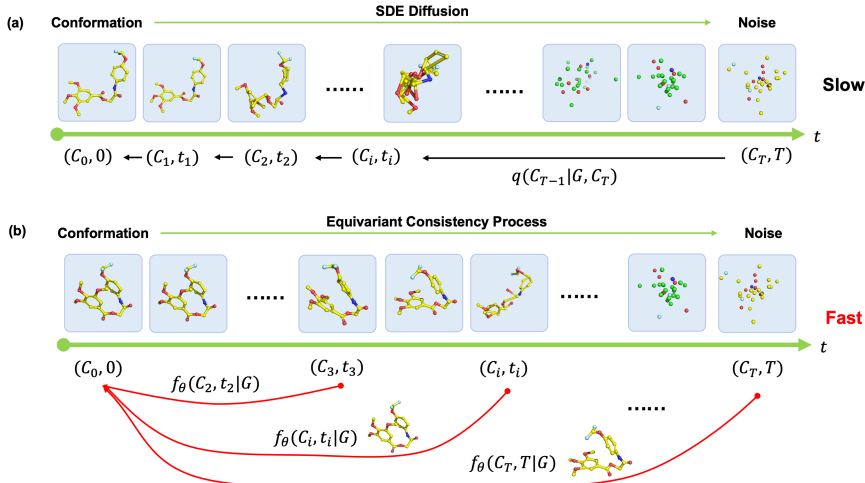 (a)
SDE Diffusion
Conformation
Noise
......
......
Slow
t
(C_0, 0)
(C_1, t_1)
(C_2, t_2)
(C_i, t_i)
(C_T, T)
q(C_{T−1}|G, C_T)
(b)
Equivariant Consistency Process
Conformation
Noise
......
......
Fast
t
(C_0, 0)
(C_3, t_3)
(C_i, t_i)
(C_T, T)
f_θ(C_2, t_2|G)
......
f_θ(C_i, t_i|G)
f_θ(C_T, T|G)